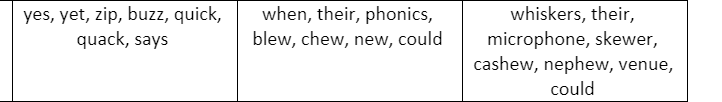 yes, yet, zip, buzz, quick,
quack, says
when, their, phonics,
blew, chew, new, could
whiskers, their,
microphone, skewer,
cashew, nephew, venue,
could